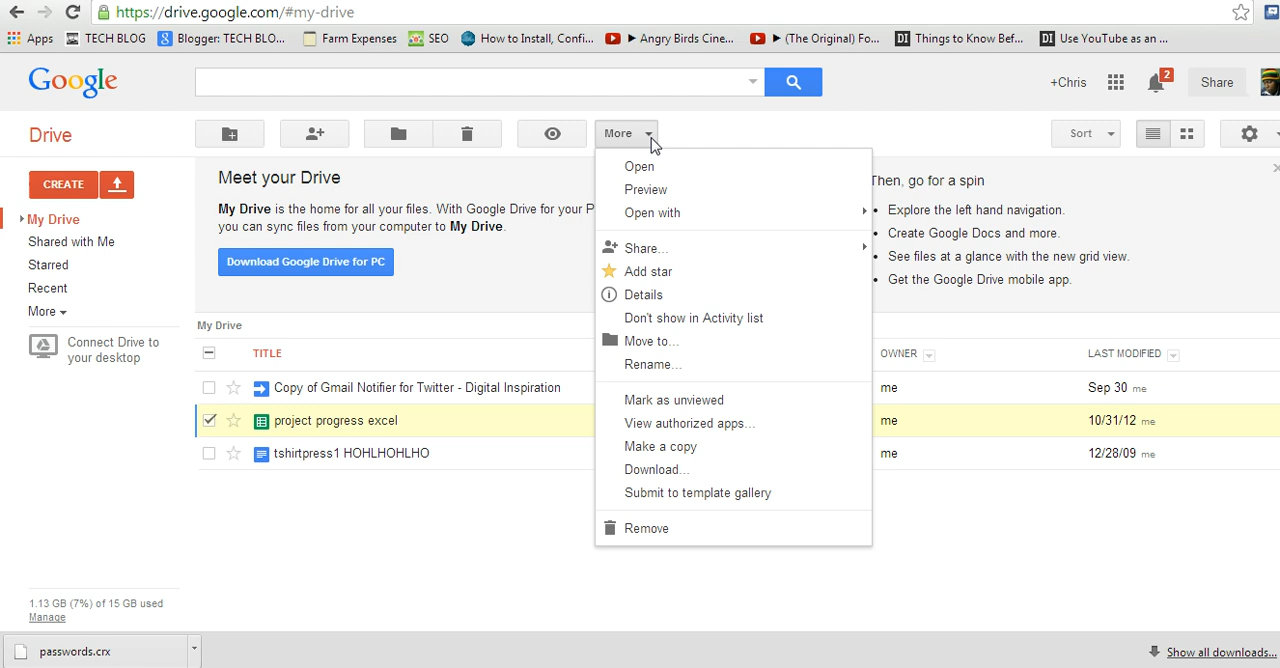 https://drive.google.com/#my-drive
Apps TECH BLOG Blogger: TECH BLO... Farm Expenses SEO How to Install, Confi... ► Angry Birds Cine... ► (The Original) Fo... DI Things to Know Bef... DI Use YouTube as an ...
Google +Chris 2 Share
Drive More Sort
CREATE
My Drive
Shared with Me
Starred
Recent
More
Connect Drive to
your desktop
1.13 GB (7%) of 15 GB used
Manage
Meet your Drive
My Drive is the home for all your files. With Google Drive for your P
you can sync files from your computer to My Drive.
Download Google Drive for PC
Then, go for a spin
• Explore the left hand navigation.
• Create Google Docs and more.
• See files at a glance with the new grid view.
• Get the Google Drive mobile app.
Open
Preview
Open with
Share...
Add star
Details
Don't show in Activity list
Move to...
Rename...
Mark as unviewed
View authorized apps...
Make a copy
Download...
Submit to template gallery
Remove
My Drive
TITLE OWNER LAST MODIFIED
Copy of Gmail Notifier for Twitter - Digital Inspiration me Sep 30 me
project progress excel me 10/31/12 me
tshirtpress1 HOHLHOHLHO me 12/28/09 me
passwords.crx Show all downloads...